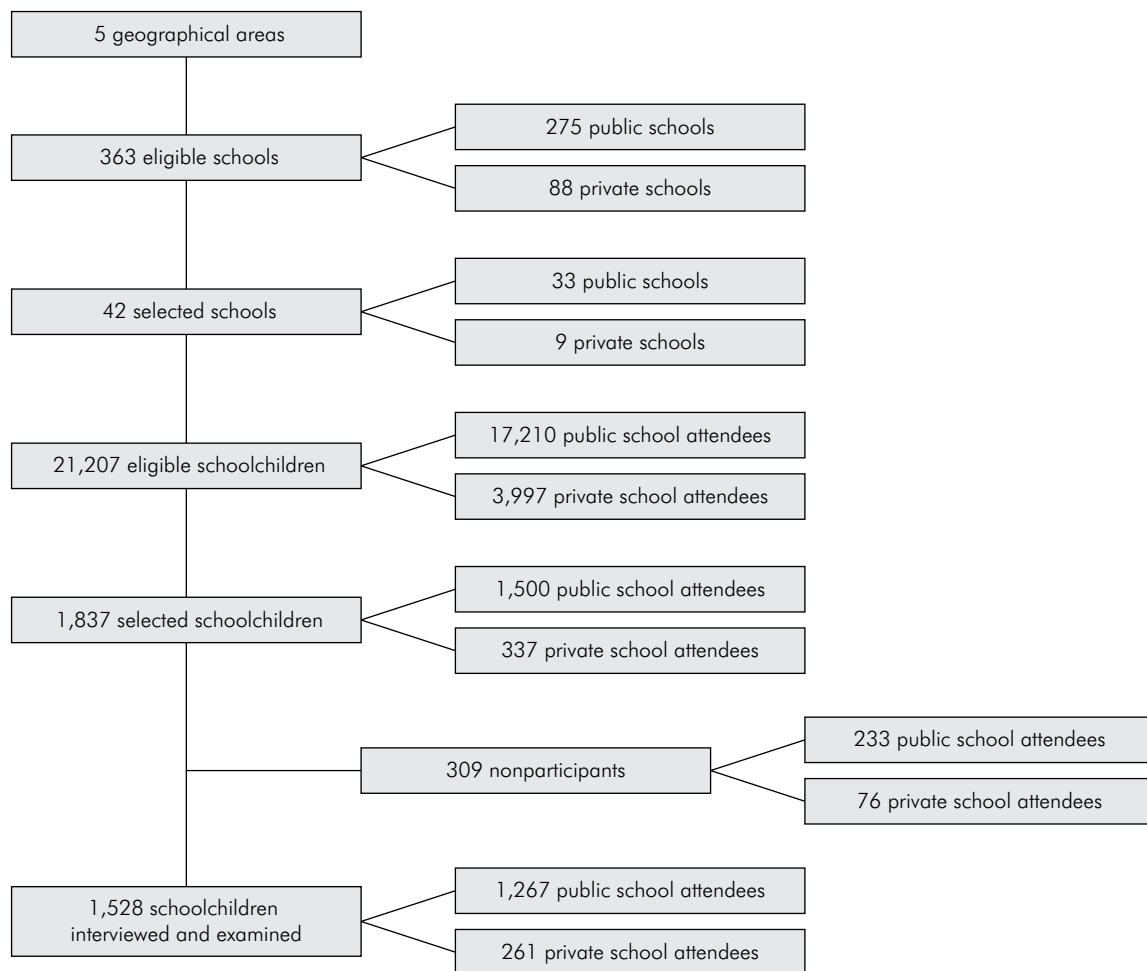 5 geographical areas
363 eligible schools
275 public schools
88 private schools
42 selected schools
33 public schools
9 private schools
21,207 eligible schoolchildren
17,210 public school attendees
3,997 private school attendees
1,837 selected schoolchildren
1,500 public school attendees
337 private school attendees
309 nonparticipants
233 public school attendees
76 private school attendees
1,528 schoolchildren
interviewed and examined
1,267 public school attendees
261 private school attendees